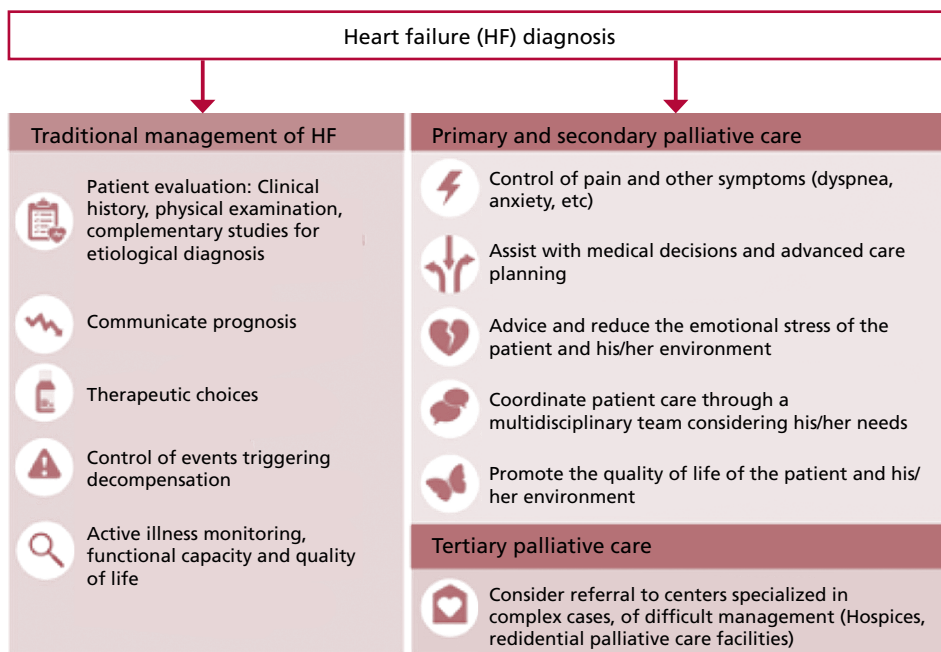 Heart failure (HF) diagnosis
Traditional management of HF
Patient evaluation: Clinical
history, physical examination,
complementary studies for
etiological diagnosis
Communicate prognosis
Therapeutic choices
Control of events triggering
decompensation
Active illness monitoring,
functional capacity and quality
of life
Primary and secondary palliative care
Control of pain and other symptoms (dyspnea,
anxiety, etc)
Assist with medical decisions and advanced care
planning
Advice and reduce the emotional stress of the
patient and his/her environment
Coordinate patient care through a
multidisciplinary team considering his/her needs
Promote the quality of life of the patient and his/
her environment
Tertiary palliative care
Consider referral to centers specialized in
complex cases, of difficult management (Hospices,
redidential palliative care facilities)